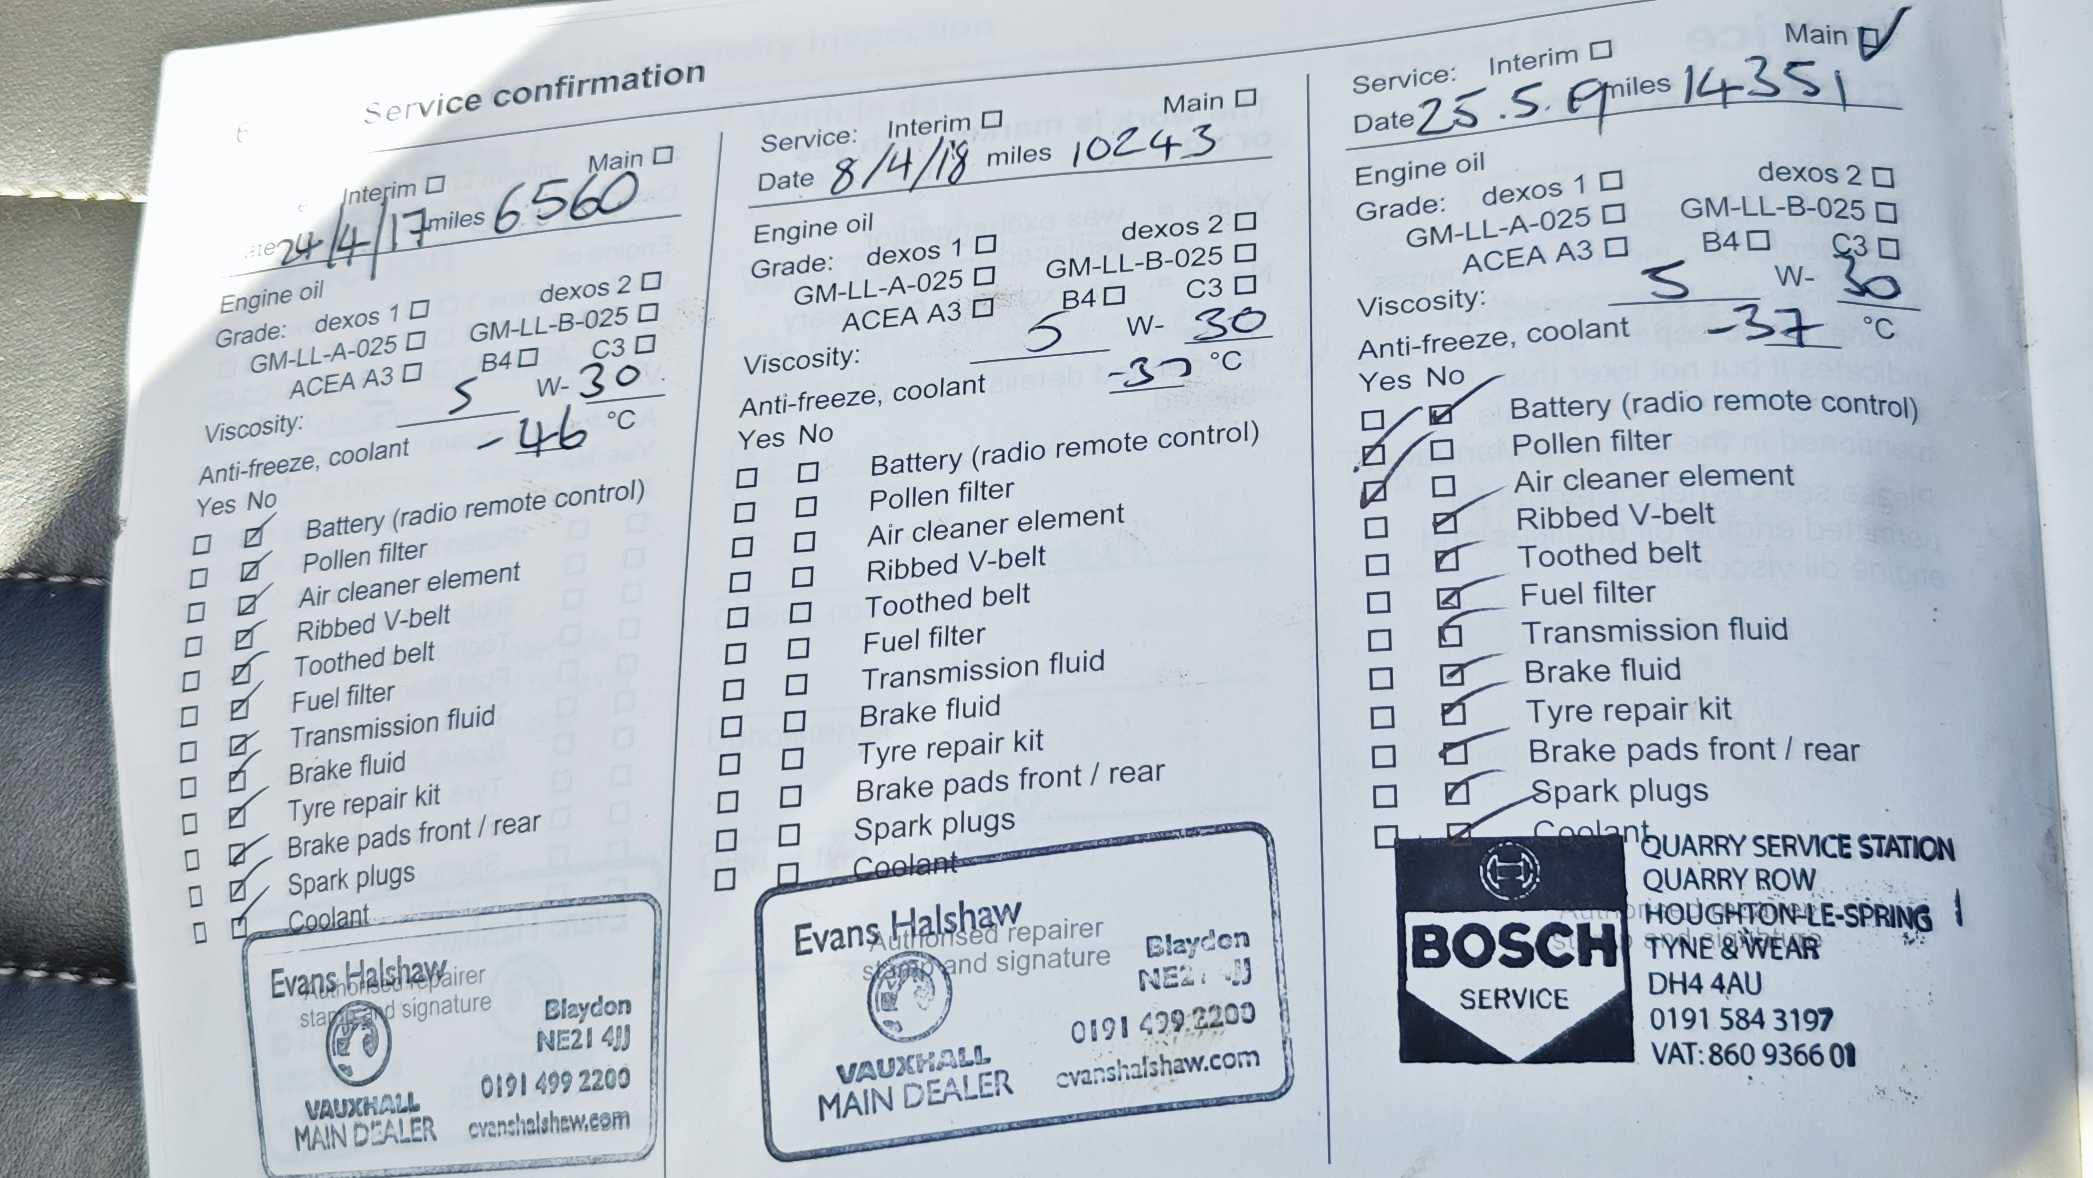 Service confirmation
Interim Main
24/4/17 miles 6560
Engine oil
Grade: dexos 1 dexos 2
GM-LL-A-025 GM-LL-B-025
ACEA A3 B4 C3
Viscosity: 5 W- 30
Anti-freeze, coolant -46 °C
Yes No
Battery (radio remote control)
Pollen filter
Air cleaner element
Ribbed V-belt
Toothed belt
Fuel filter
Transmission fluid
Brake fluid
Tyre repair kit
Brake pads front / rear
Spark plugs
Coolant
Evans Halshaw
Authorised repairer
stamp and signature
Blaydon
NE21 4JJ
0191 499 2200
VAUXHALL
MAIN DEALER
evanshalshaw.com
Service: Interim Main
Date 8/4/18 miles 10243
Engine oil
Grade: dexos 1 dexos 2
GM-LL-A-025 GM-LL-B-025
ACEA A3 B4 C3
Viscosity: 5 W- 30
Anti-freeze, coolant -37 °C
Yes No
Battery (radio remote control)
Pollen filter
Air cleaner element
Ribbed V-belt
Toothed belt
Fuel filter
Transmission fluid
Brake fluid
Tyre repair kit
Brake pads front / rear
Spark plugs
Coolant
Evans Halshaw
Authorised repairer
stamp and signature
Blaydon
0191 499 2200
VAUXHALL
MAIN DEALER
evanshalshaw.com
Service: Interim Main
Date 25.5. miles 14351
Engine oil
Grade: dexos 1 dexos 2
GM-LL-A-025 GM-LL-B-025
ACEA A3 B4 C3
Viscosity: 5 W- 30
Anti-freeze, coolant -37 °C
Yes No
Battery (radio remote control)
Pollen filter
Air cleaner element
Ribbed V-belt
Toothed belt
Fuel filter
Transmission fluid
Brake fluid
Tyre repair kit
Brake pads front / rear
Spark plugs
Coolant
BOSCH
SERVICE
QUARRY SERVICE STATION
QUARRY ROW
HOUGHTON-LE-SPRING
TYNE & WEAR
DH4 4AU
0191 584 3197
VAT: 860 9366 01